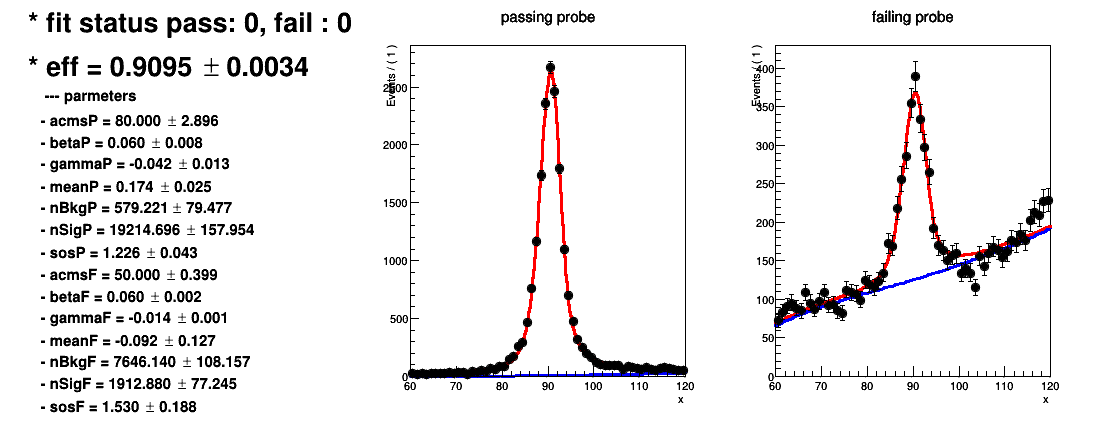 * fit status pass: 0, fail : 0
* eff = 0.9095 ± 0.0034
--- parmeters
- acmsP = 80.000 ± 2.896
- betaP = 0.060 ± 0.008
- gammaP = -0.042 ± 0.013
- meanP = 0.174 ± 0.025
- nBkgP = 579.221 ± 79.477
- nSigP = 19214.696 ± 157.954
- sosP = 1.226 ± 0.043
- acmsF = 50.000 ± 0.399
- betaF = 0.060 ± 0.002
- gammaF = -0.014 ± 0.001
- meanF = -0.092 ± 0.127
- nBkgF = 7646.140 ± 108.157
- nSigF = 1912.880 ± 77.245
- sosF = 1.530 ± 0.188
passing probe
Events / ( 1 )
2500
2000
1500
1000
500
0
60 70 80 90 100 110 120
x
failing probe
Events / ( 1 )
400
350
300
250
200
150
100
50
0
60 70 80 90 100 110 120
x